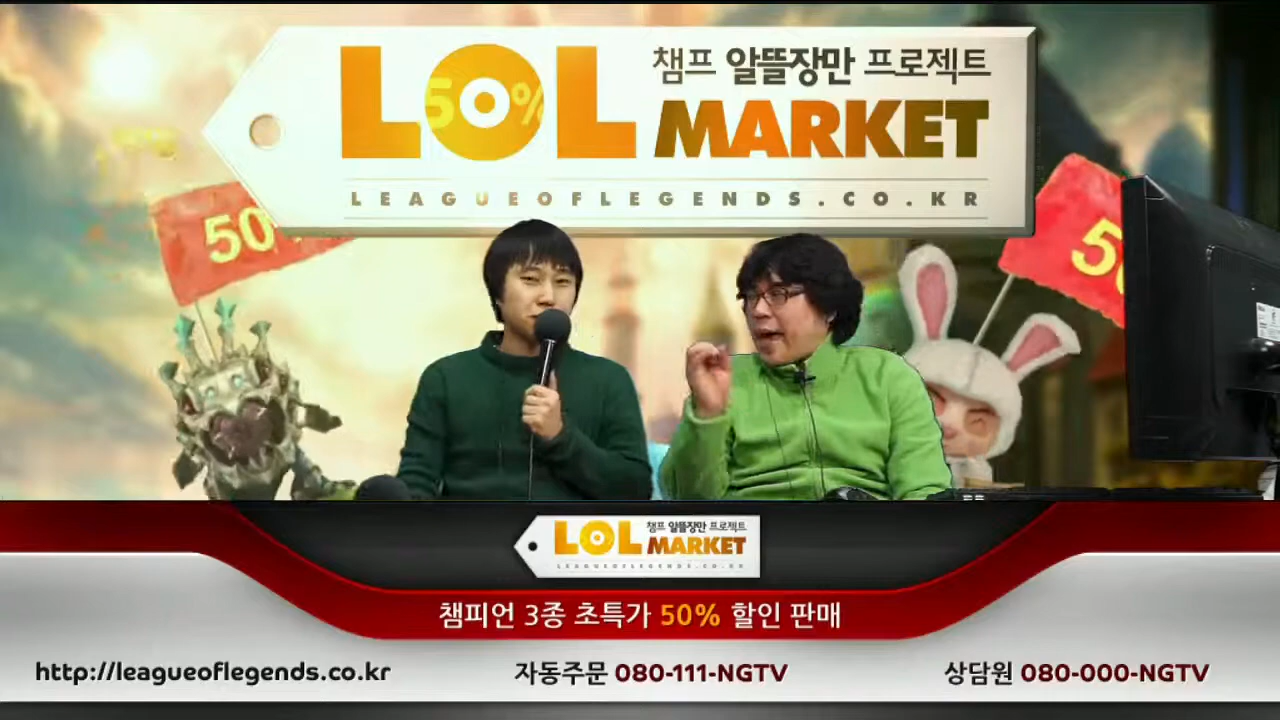 챔프 알뜰장만 프로젝트
LOL MARKET
50%
LEAGUEOFLEGENDS.CO.KR
50
5
챔프 알뜰장만 프로젝트
LOL MARKET
LEAGUEOFLEGENDS.CO.KR
챔피언 3종 초특가 50% 할인 판매
http://leagueoflegends.co.kr
자동주문 080-111-NGTV
상담원 080-000-NGTV